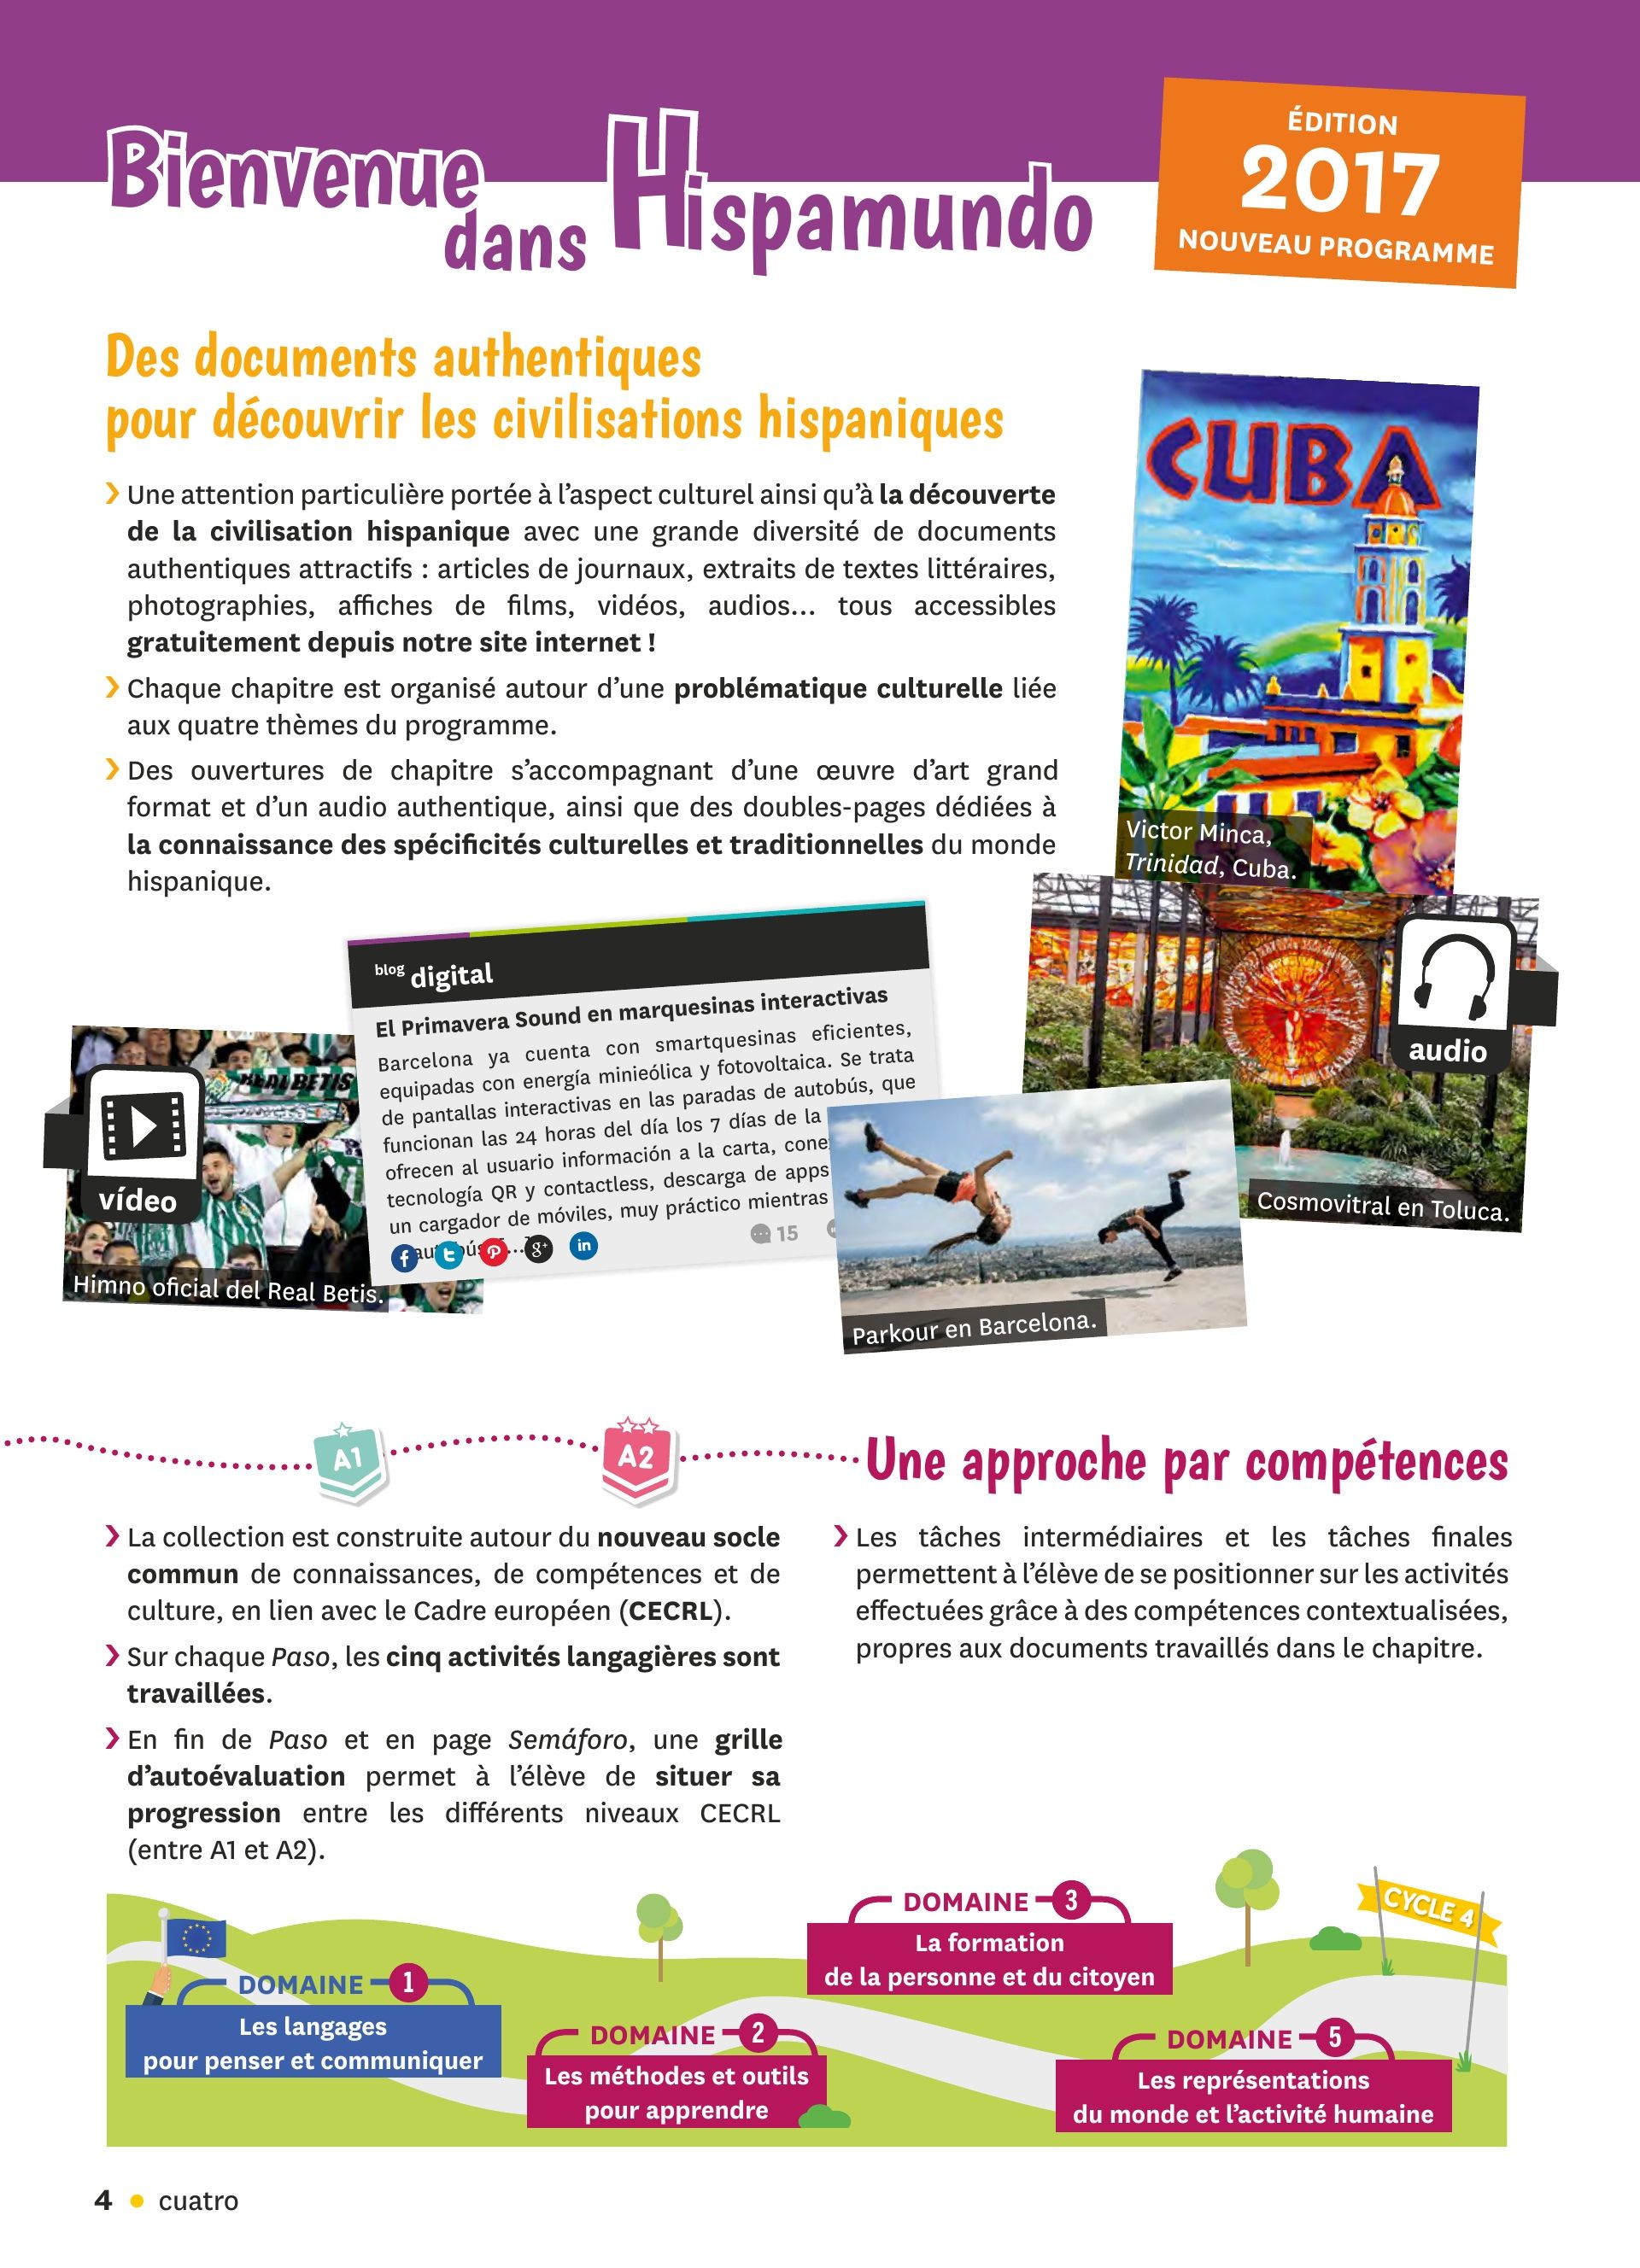 Bienvenue
dans Hispamundo
ÉDITION
2017
NOUVEAU PROGRAMME
Des documents authentiques
pour découvrir les civilisations hispaniques
› Une attention particulière portée à l’aspect culturel ainsi qu’à la découverte
de la civilisation hispanique avec une grande diversité de documents
authentiques attractifs : articles de journaux, extraits de textes littéraires,
photographies, affiches de films, vidéos, audios… tous accessibles
gratuitement depuis notre site internet !
› Chaque chapitre est organisé autour d’une problématique culturelle liée
aux quatre thèmes du programme.
› Des ouvertures de chapitre s’accompagnant d’une œuvre d’art grand
format et d’un audio authentique, ainsi que des doubles-pages dédiées à
la connaissance des spécificités culturelles et traditionnelles du monde
hispanique.
CUBA
Victor Minca,
Trinidad, Cuba.
audio
Cosmovitral en Toluca.
blog digital
El Primavera Sound en marquesinas interactivas
Barcelona ya cuenta con smartquesinas eficientes,
equipadas con energía minieólica y fotovoltaica. Se trata
de pantallas interactivas en las paradas de autobús, que
funcionan las 24 horas del día los 7 días de la
ofrecen al usuario información a la carta, cone
tecnología QR y contactless, descarga de apps
un cargador de móviles, muy práctico mientras
15
REAL BETIS
vídeo
Himno oficial del Real Betis.
Parkour en Barcelona.
A1
A2
Une approche par compétences
› La collection est construite autour du nouveau socle
commun de connaissances, de compétences et de
culture, en lien avec le Cadre européen (CECRL).
› Sur chaque Paso, les cinq activités langagières sont
travaillées.
› En fin de Paso et en page Semáforo, une grille
d’autoévaluation permet à l’élève de situer sa
progression entre les différents niveaux CECRL
(entre A1 et A2).
› Les tâches intermédiaires et les tâches finales
permettent à l’élève de se positionner sur les activités
effectuées grâce à des compétences contextualisées,
propres aux documents travaillés dans le chapitre.
DOMAINE 1
Les langages
pour penser et communiquer
DOMAINE 2
Les méthodes et outils
pour apprendre
DOMAINE 3
La formation
de la personne et du citoyen
CYCLE 4
DOMAINE 5
Les représentations
du monde et l’activité humaine
4 • cuatro